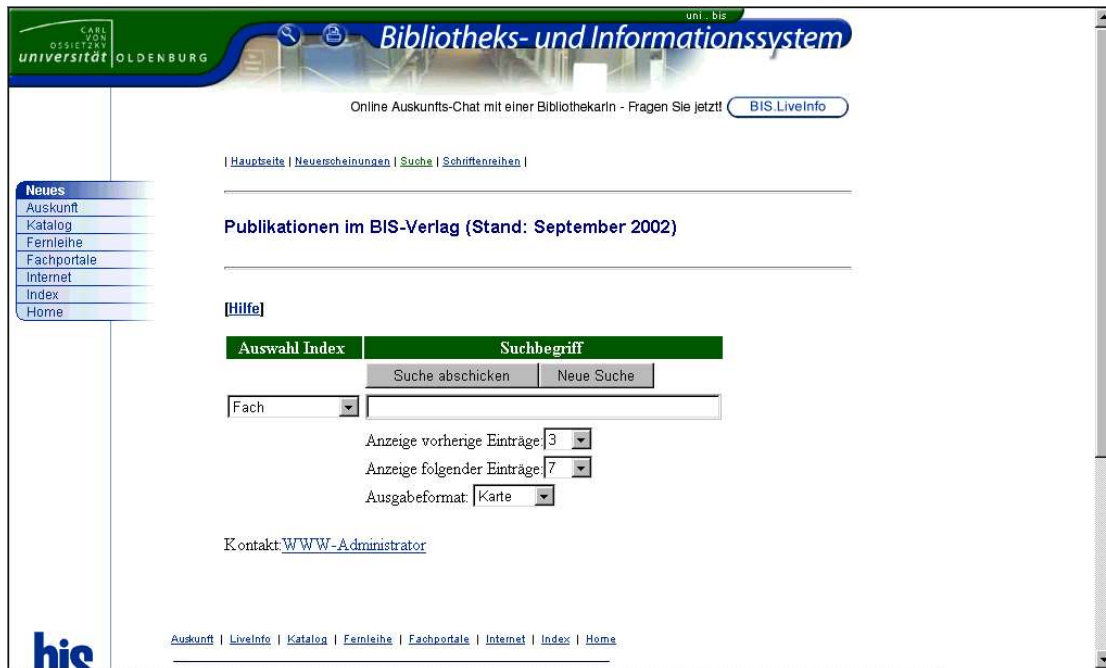 uni . bis
CARL
VON
OSSIETZKY
universität OLDENBURG
Bibliotheks- und Informationssystem
Online Auskunfts-Chat mit einer BibliothekarIn - Fragen Sie jetzt! BIS.LiveInfo
| Hauptseite | Neuerscheinungen | Suche | Schriftenreihen |
Neues
Auskunft
Katalog
Fernleihe
Fachportale
Internet
Index
Home
Publikationen im BIS-Verlag (Stand: September 2002)
[Hilfe]
Auswahl Index Suchbegriff
Suche abschicken Neue Suche
Fach
Anzeige vorherige Einträge: 3
Anzeige folgender Einträge: 7
Ausgabeformat: Karte
Kontakt:WWW-Administrator
Auskunft | LiveInfo | Katalog | Fernleihe | Fachportale | Internet | Index | Home
bis